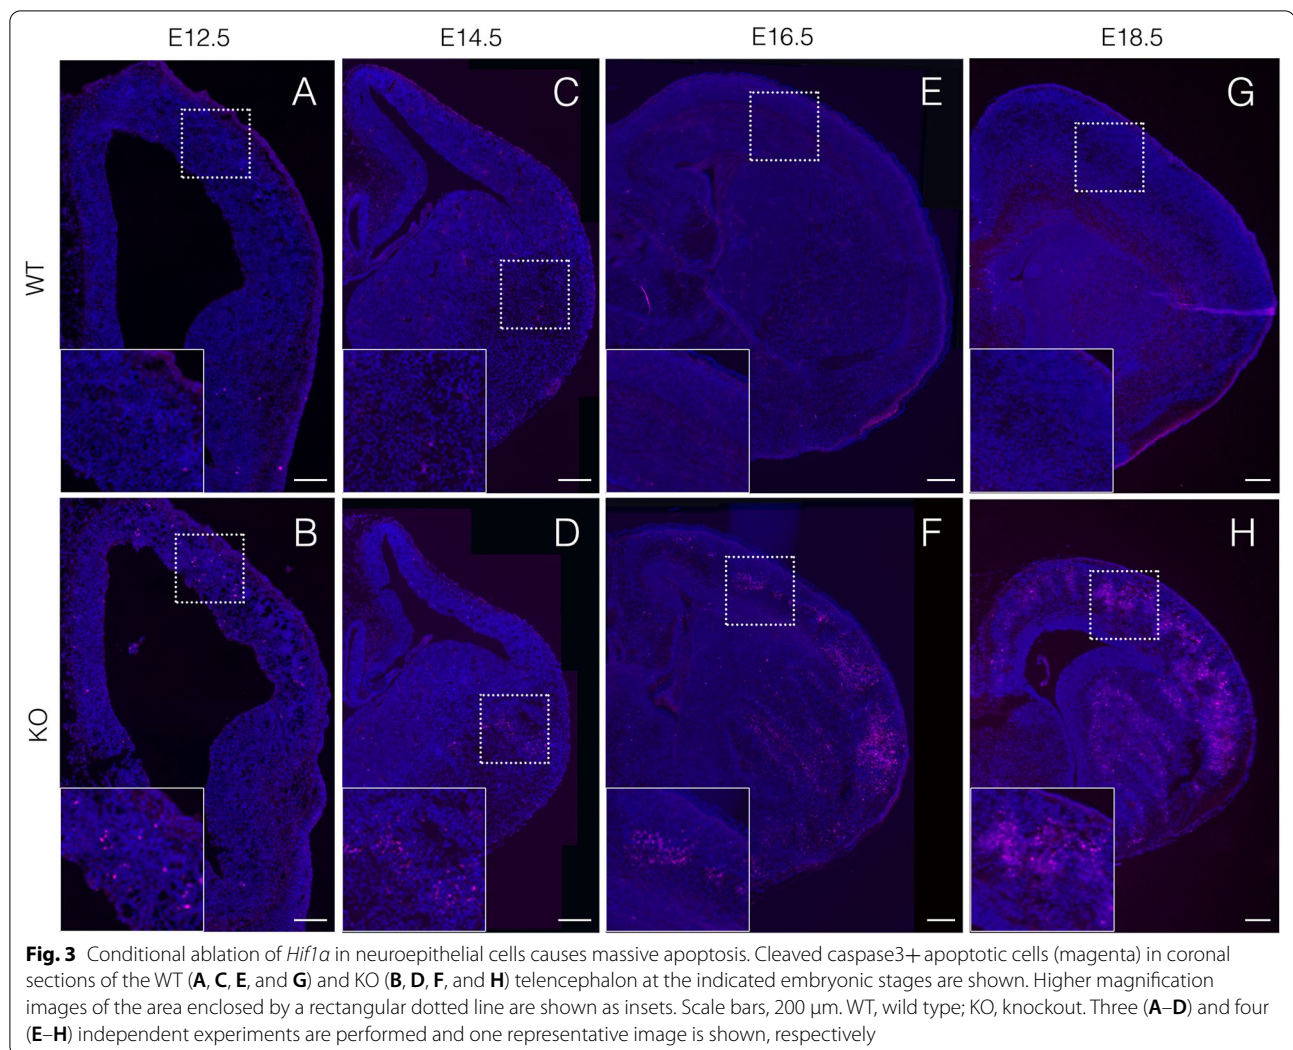 E12.5 E14.5 E16.5 E18.5
WT A C E G
KO B D F H
Fig. 3 Conditional ablation of Hif1α in neuroepithelial cells causes massive apoptosis. Cleaved caspase3+ apoptotic cells (magenta) in coronal
sections of the WT (A, C, E, and G) and KO (B, D, F, and H) telencephalon at the indicated embryonic stages are shown. Higher magnification
images of the area enclosed by a rectangular dotted line are shown as insets. Scale bars, 200 μm. WT, wild type; KO, knockout. Three (A–D) and four
(E–H) independent experiments are performed and one representative image is shown, respectively